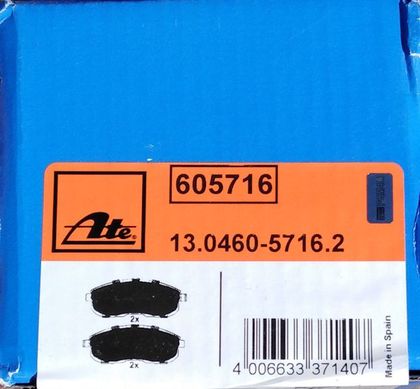 Ate
605716
13.0460-5716.2
2x
2x
4 006633 371407
Made in Spain